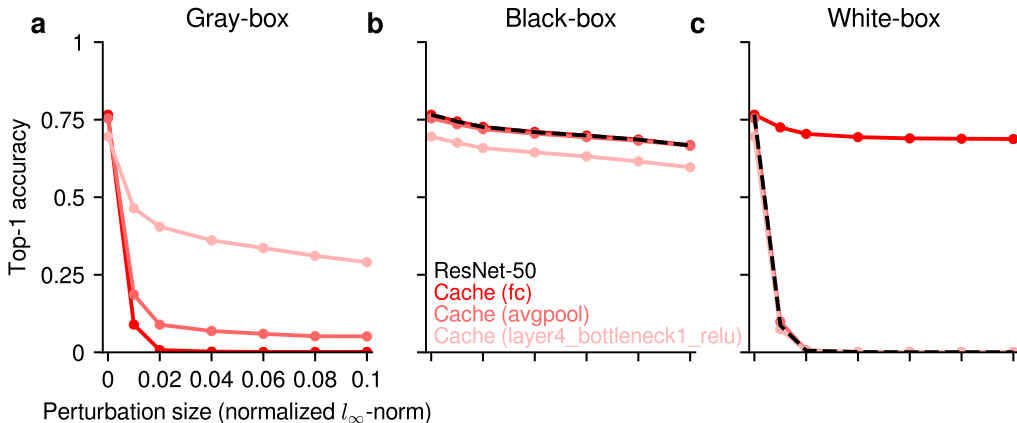 a Gray-box b Black-box c White-box
1
0.75
0.5
0.25
0
Top-1 accuracy
0 0.02 0.04 0.06 0.08 0.1
Perturbation size (normalized l∞-norm)
ResNet-50
Cache (fc)
Cache (avgpool)
Cache (layer4_bottleneck1_relu)